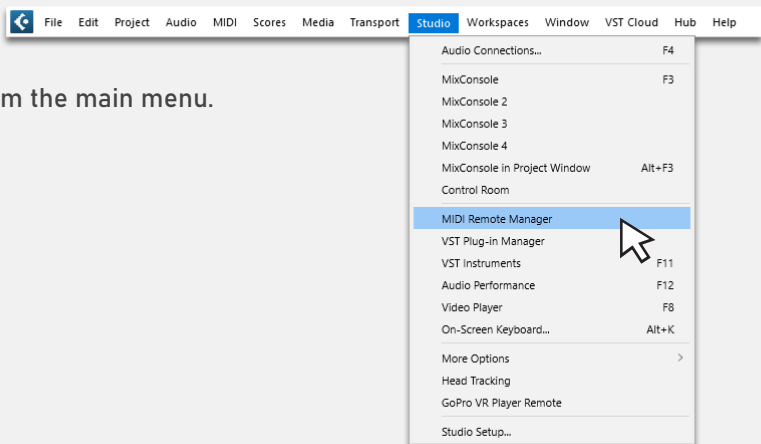 File Edit Project Audio MIDI Scores Media Transport Studio Workspaces Window VST Cloud Hub Help
Audio Connections... F4
m the main menu.
MixConsole F3
MixConsole 2
MixConsole 3
MixConsole 4
MixConsole in Project Window Alt+F3
Control Room
MIDI Remote Manager
VST Plug-in Manager
VST Instruments F11
Audio Performance F12
Video Player F8
On-Screen Keyboard... Alt+K
More Options
Head Tracking
GoPro VR Player Remote
Studio Setup...